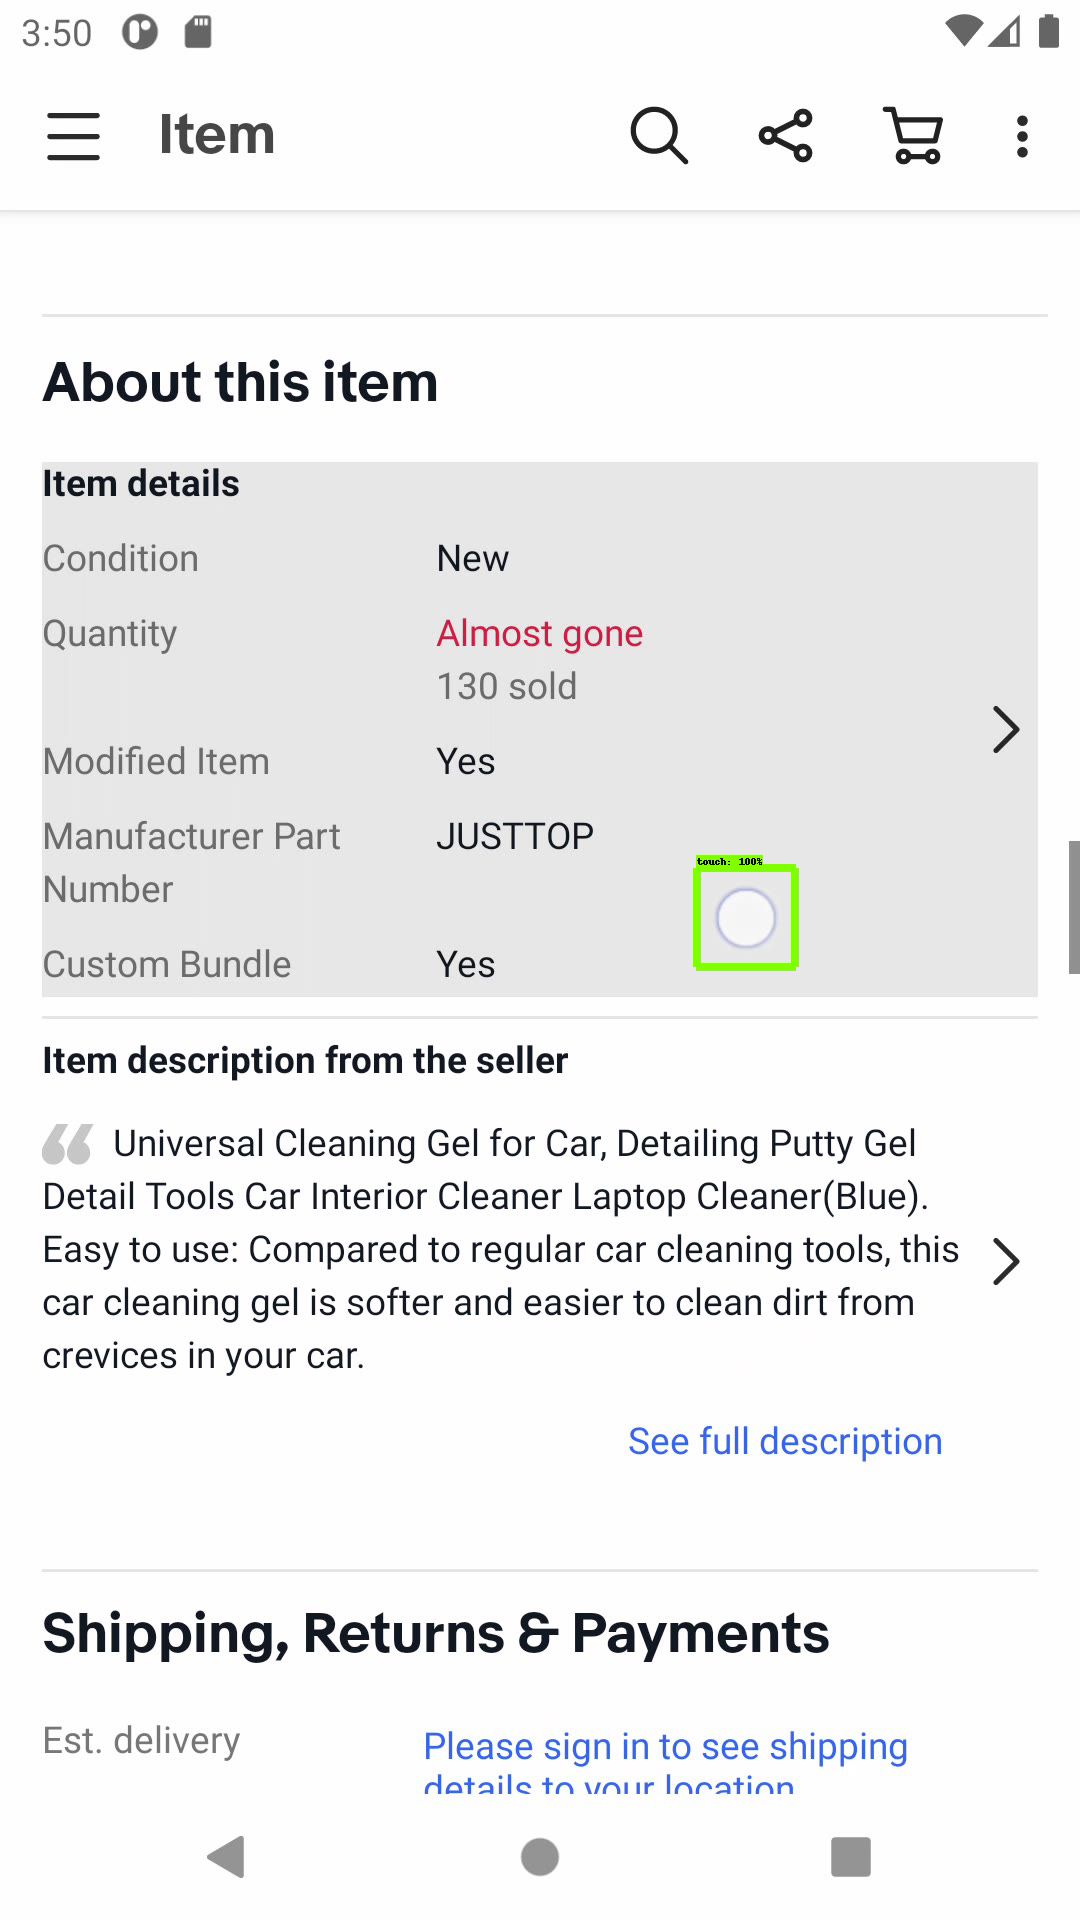 3:50
Item
About this item
Item details
Condition New
Quantity Almost gone
130 sold
Modified Item Yes
Manufacturer Part Number JUSTTOP
touch: 100%
Custom Bundle Yes
Item description from the seller
Universal Cleaning Gel for Car, Detailing Putty Gel
Detail Tools Car Interior Cleaner Laptop Cleaner(Blue).
Easy to use: Compared to regular car cleaning tools, this
car cleaning gel is softer and easier to clean dirt from
crevices in your car.
See full description
Shipping, Returns & Payments
Est. delivery Please sign in to see shipping
details to your location